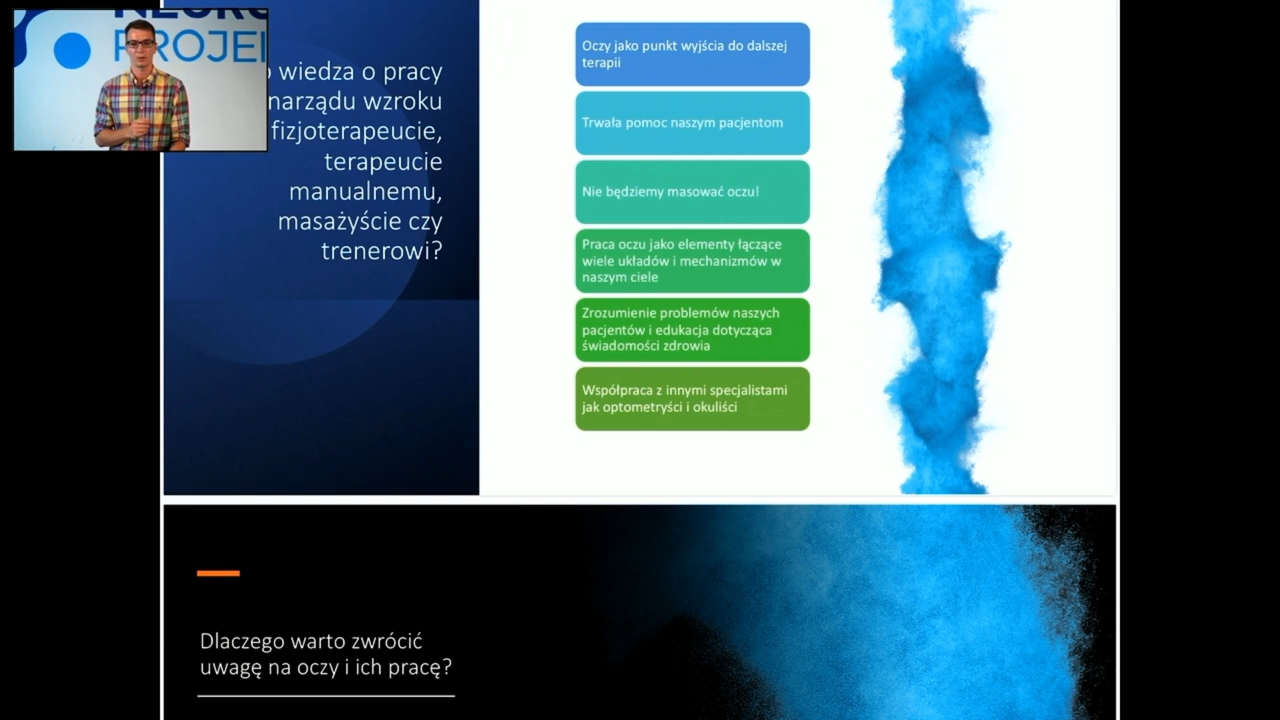 PROJEK
wiedza o pracy
narządu wzroku
fizjoterapeucie,
terapeucie
manualnemu,
masażyście czy
trenerowi?
Oczy jako punkt wyjścia do dalszej
terapii
Trwała pomoc naszym pacjentom
Nie będziemy masować oczu!
Praca oczu jako elementy łączące
wiele układów i mechanizmów w
naszym ciele
Zrozumienie problemów naszych
pacjentów i edukacja dotycząca
świadomości zdrowia
Współpraca z innymi specjalistami
jak optometryści i okuliści
Dlaczego warto zwrócić
uwagę na oczy i ich pracę?